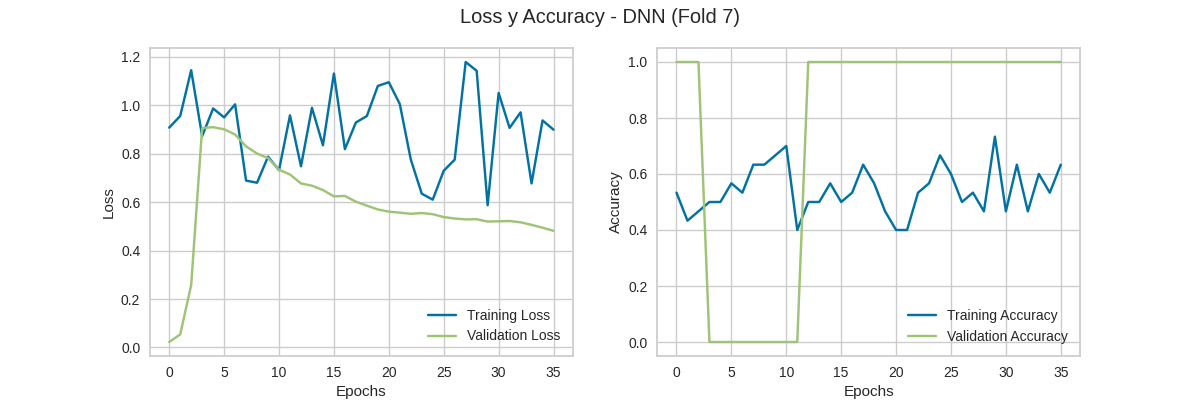 Loss y Accuracy - DNN (Fold 7)
Loss
1.2
1.0
0.8
0.6
0.4
0.2
0.0
Training Loss
Validation Loss
0 5 10 15 20 25 30 35
Epochs
Accuracy
1.0
0.8
0.6
0.4
0.2
0.0
Training Accuracy
Validation Accuracy
0 5 10 15 20 25 30 35
Epochs